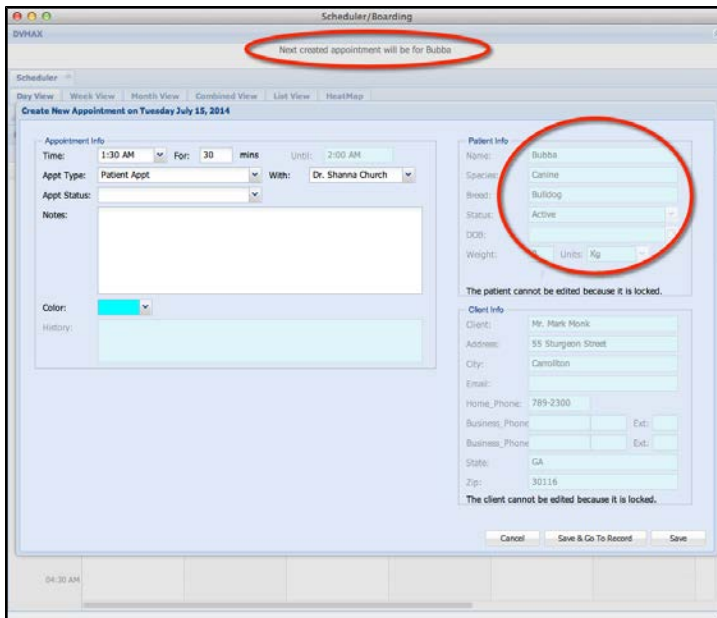 Scheduler/Boarding
DVMAX
Next created appointment will be for Bubba
Scheduler
Day View Week View Month View Combined View List View HeatMap
Create New Appointment on Tuesday July 15, 2014
Appointment Info
Time: 1:30 AM For: 30 mins Until: 2:00 AM
Appt Type: Patient Appt With: Dr. Shanna Church
Appt Status:
Notes:
Color:
History:
Patient Info
Name: Bubba
Species: Canine
Breed: Bulldog
Status: Active
DOB:
Weight: 0 Units: Kg
The patient cannot be edited because it is locked.
Client Info
Client: Mr. Mark Monk
Address: 55 Sturgeon Street
City: Carrollton
Email:
Home_Phone: 789-2300
Business_Phone Ext:
Business_Phone Ext:
State: GA
Zip: 30116
The client cannot be edited because it is locked.
Cancel Save & Go To Record Save
04:30 AM